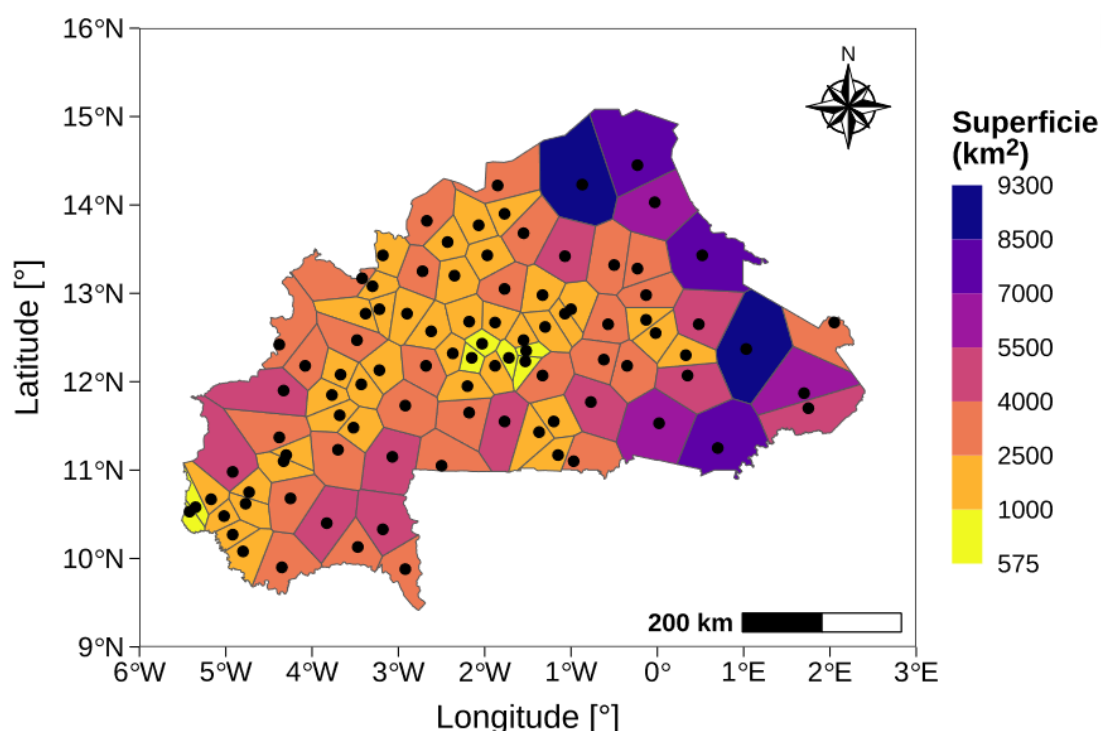 16°N
15°N
14°N
13°N
12°N
11°N
10°N
9°N
Latitude [°]
6°W 5°W 4°W 3°W 2°W 1°W 0° 1°E 2°E 3°E
Longitude [°]
N
200 km
Superficie
(km²)
9300
8500
7000
5500
4000
2500
1000
575